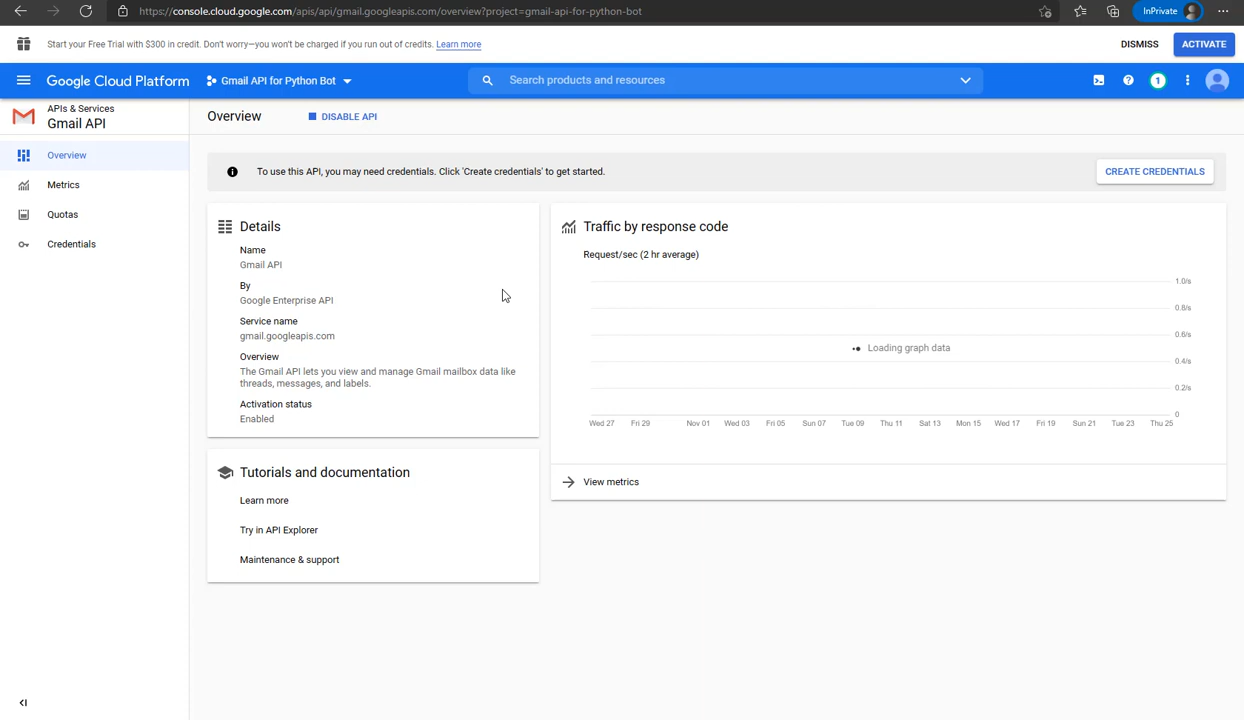 https://console.cloud.google.com/apis/api/gmail.googleapis.com/overview?project=gmail-api-for-python-bot
InPrivate
Start your Free Trial with $300 in credit. Don't worry—you won't be charged if you run out of credits. Learn more
DISMISS
ACTIVATE
Google Cloud Platform
Gmail API for Python Bot
Search products and resources
1
APIs & Services
Gmail API
Overview
DISABLE API
Overview
Metrics
Quotas
Credentials
To use this API, you may need credentials. Click 'Create credentials' to get started.
CREATE CREDENTIALS
Details
Name
Gmail API
By
Google Enterprise API
Service name
gmail.googleapis.com
Overview
The Gmail API lets you view and manage Gmail mailbox data like
threads, messages, and labels.
Activation status
Enabled
Traffic by response code
Request/sec (2 hr average)
1.0/s
0.8/s
0.6/s
Loading graph data
0.4/s
0.2/s
0
Wed 27 Fri 29 Nov 01 Wed 03 Fri 05 Sun 07 Tue 09 Thu 11 Sat 13 Mon 15 Wed 17 Fri 19 Sun 21 Tue 23 Thu 25
View metrics
Tutorials and documentation
Learn more
Try in API Explorer
Maintenance & support